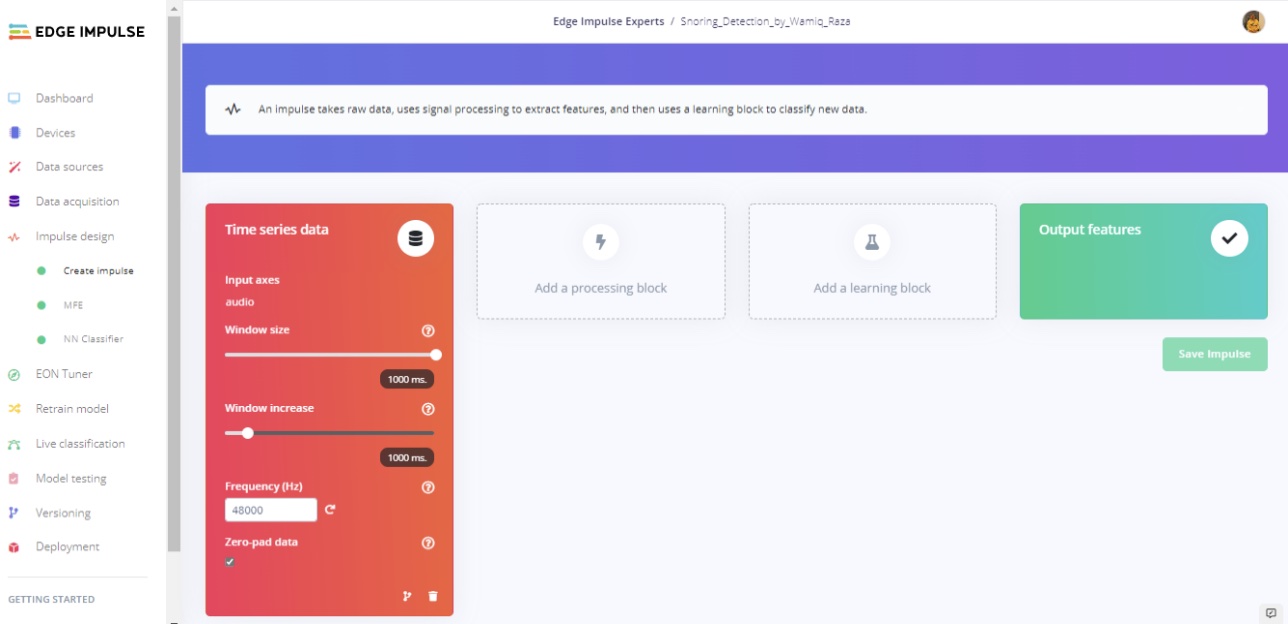 EDGE IMPULSE
Edge Impulse Experts / Snoring_Detection_by_Wamiq_Raza
Dashboard
Devices
Data sources
Data acquisition
Impulse design
Create impulse
MFE
NN Classifier
EON Tuner
Retrain model
Live classification
Model testing
Versioning
Deployment
GETTING STARTED
An impulse takes raw data, uses signal processing to extract features, and then uses a learning block to classify new data.
Time series data
Input axes
audio
Window size
1000 ms.
Window increase
1000 ms.
Frequency (Hz)
48000
Zero-pad data
Add a processing block
Add a learning block
Output features
Save Impulse